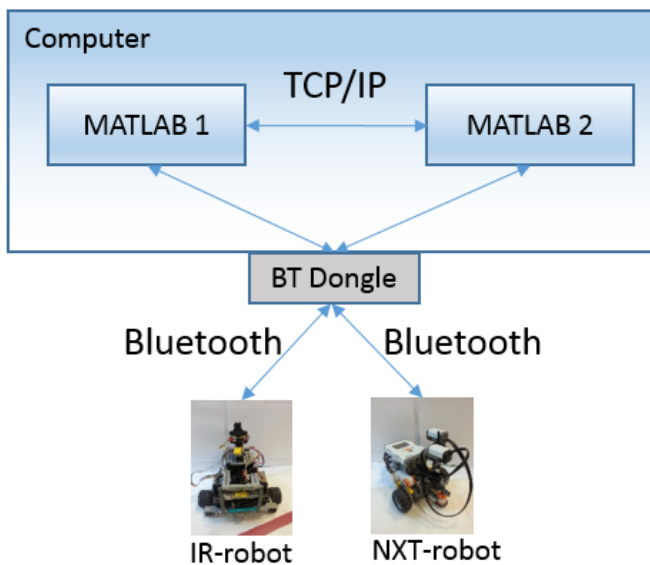 Computer
TCP/IP
MATLAB 1
MATLAB 2
BT Dongle
Bluetooth
Bluetooth
IR-robot
NXT-robot